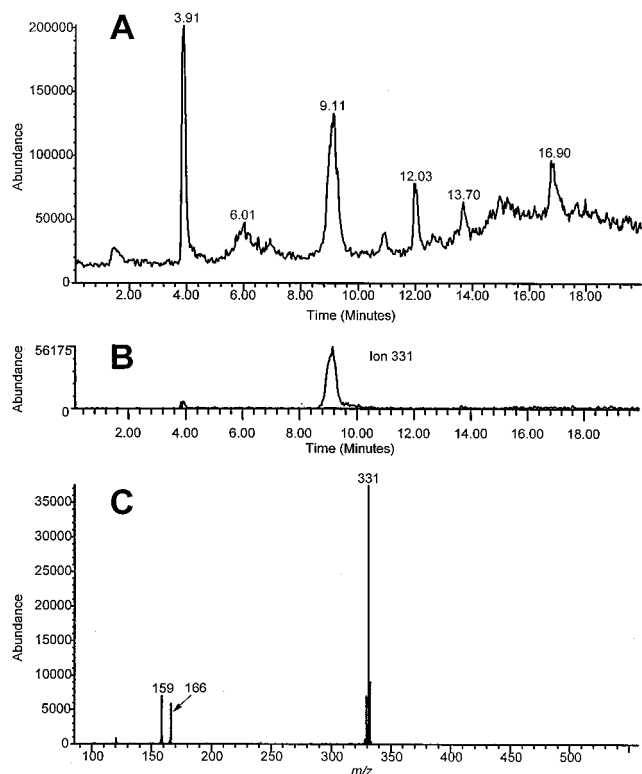 A
3.91
200000
150000
9.11
100000
12.03
16.90
13.70
6.01
50000
0
Abundance
2.00 4.00 6.00 8.00 10.00 12.00 14.00 16.00 18.00
Time (Minutes)
B
56175
Ion 331
0
Abundance
2.00 4.00 6.00 8.00 10.00 12.00 14.00 16.00 18.00
Time (Minutes)
C
331
35000
30000
25000
20000
15000
10000
159 166
5000
0
Abundance
100 150 200 250 300 350 400 450 500
m/z